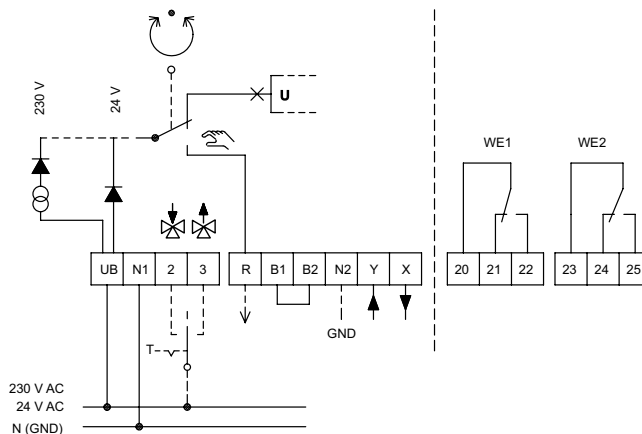 230 V
24 V
U
WE1
WE2
UB
N1
2
3
R
B1
B2
N2
Y
X
20
21
22
23
24
25
GND
T
230 V AC
24 V AC
N (GND)